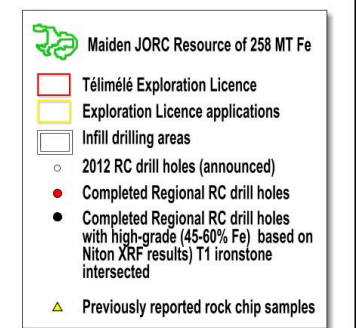 Maiden JORC Resource of 258 MT Fe
Télimélé Exploration Licence
Exploration Licence applications
Infill drilling areas
2012 RC drill holes (announced)
Completed Regional RC drill holes
Completed Regional RC drill holes
with high-grade (45-60% Fe) based on
Niton XRF results) T1 ironstone
intersected
Previously reported rock chip samples